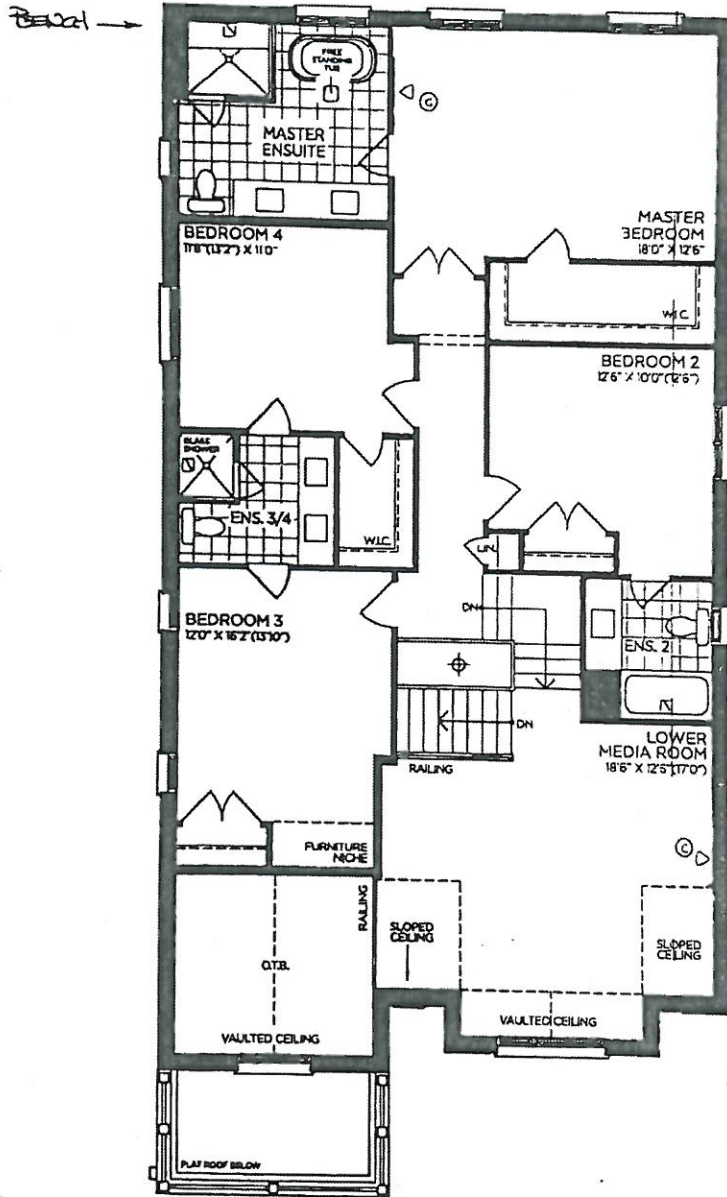 BENCH
FREE
STANDING
TUB
C
MASTER
ENSUITE
MASTER
BEDROOM
18'0" X 12'6"
BEDROOM 4
11'8"(13'2") X 11'0"
W.I.C.
BEDROOM 2
12'6" X 10'0"
GLASS
SHOWER
ENS. 3/4
W.I.C.
LIN.
DN
BEDROOM 3
12'0" X 16'2"(13'10")
ENS. 2
DN
LOWER
MEDIA ROOM
18'6" X 12'5"(17'0")
RAILING
FURNITURE
NICHE
C
RAILING
SLOPED
CEILING
SLOPED
CEILING
O.T.B.
VAULTED CEILING
VAULTED CEILING
FLAT ROOF BELOW